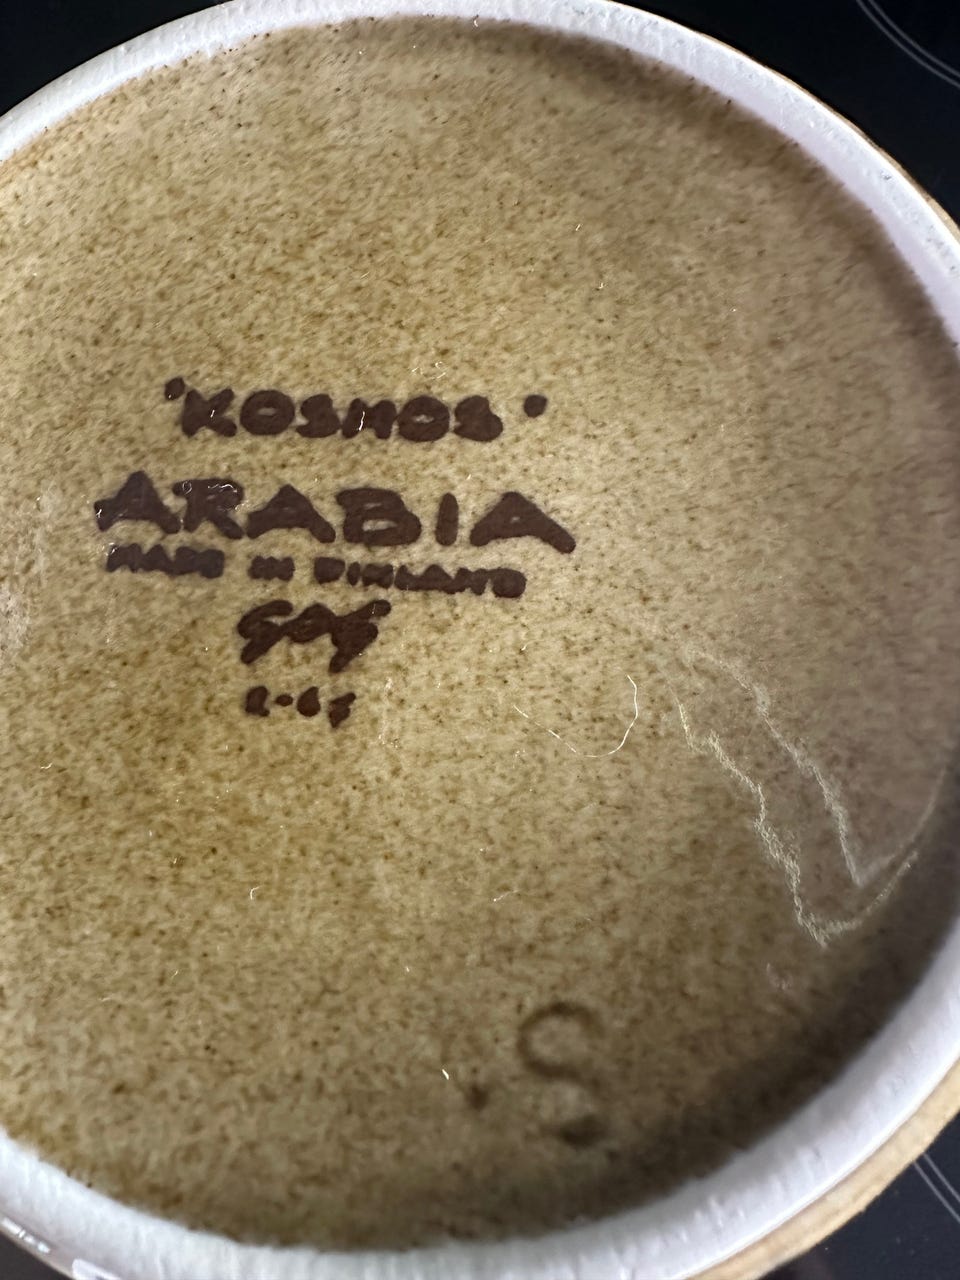 "KOSMOS"
ARABIA
MADE IN FINLAND
GOG
S